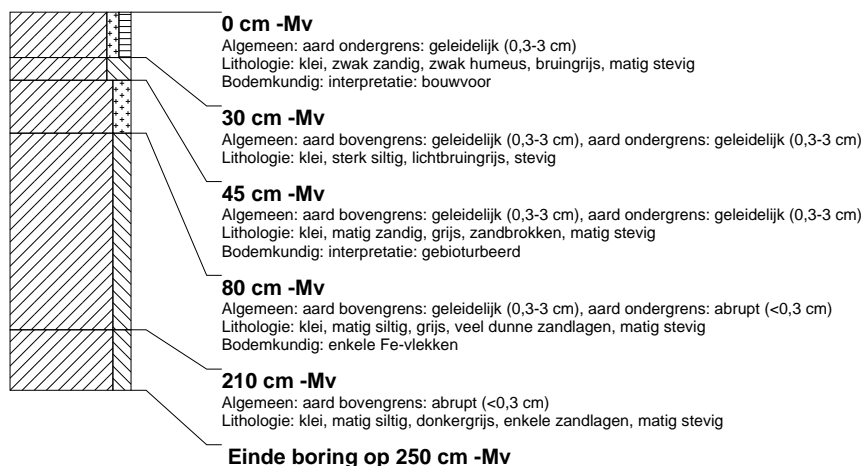 0 cm -Mv
Algemeen: aard ondergrens: geleidelijk (0,3-3 cm)
Lithologie: klei, zwak zandig, zwak humeus, bruingrijs, matig stevig
Bodemkundig: interpretatie: bouwvoor
30 cm -Mv
Algemeen: aard bovengrens: geleidelijk (0,3-3 cm), aard ondergrens: geleidelijk (0,3-3 cm)
Lithologie: klei, sterk siltig, lichtbruingrijs, stevig
45 cm -Mv
Algemeen: aard bovengrens: geleidelijk (0,3-3 cm), aard ondergrens: geleidelijk (0,3-3 cm)
Lithologie: klei, matig zandig, grijs, zandbrokken, matig stevig
Bodemkundig: interpretatie: gebioturbeerd
80 cm -Mv
Algemeen: aard bovengrens: geleidelijk (0,3-3 cm), aard ondergrens: abrupt (<0,3 cm)
Lithologie: klei, matig siltig, grijs, veel dunne zandlagen, matig stevig
Bodemkundig: enkele Fe-vlekken
210 cm -Mv
Algemeen: aard bovengrens: abrupt (<0,3 cm)
Lithologie: klei, matig siltig, donkergrijs, enkele zandlagen, matig stevig
Einde boring op 250 cm -Mv